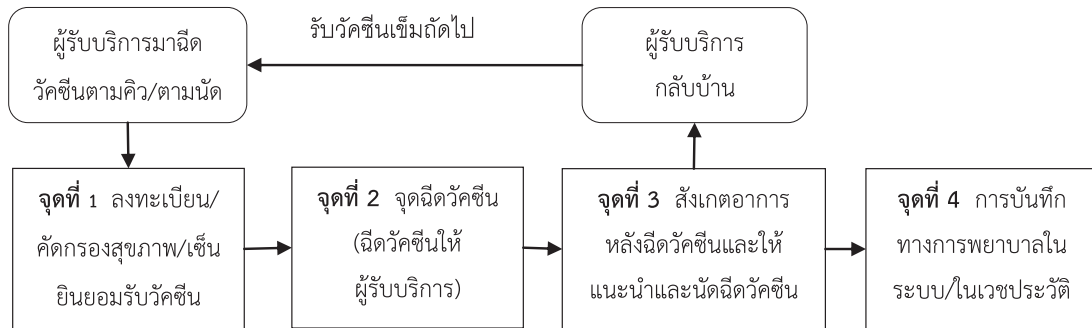 ผู้รับบริการมาฉีด
วัคซีนตามคิว/ตามนัด
รับวัคซีนเข็มถัดไป
ผู้รับบริการ
กลับบ้าน
จุดที่ 1 ลงทะเบียน/
คัดกรองสุขภาพ/เซ็น
ยินยอมรับวัคซีน
จุดที่ 2 จุดฉีดวัคซีน
(ฉีดวัคซีนให้
ผู้รับบริการ)
จุดที่ 3 สังเกตอาการ
หลังฉีดวัคซีนและให้
แนะนำและนัดฉีดวัคซีน
จุดที่ 4 การบันทึก
ทางการพยาบาลใน
ระบบ/ในเวชประวัติ